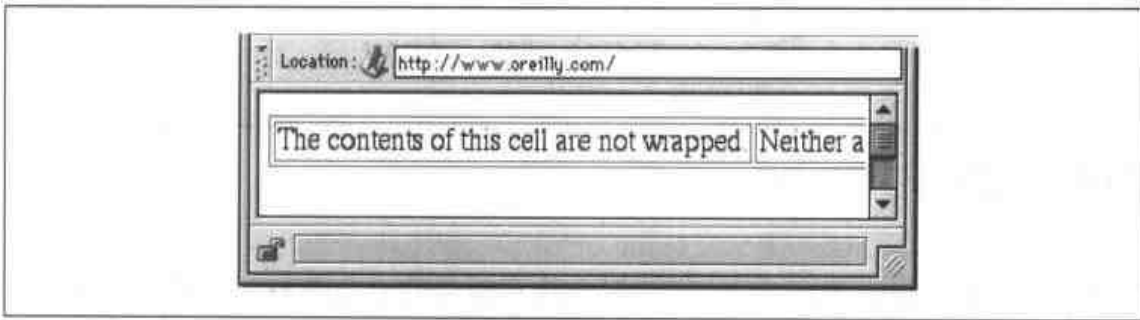 Location: http://www.oreilly.com/
The contents of this cell are not wrapped Neither a